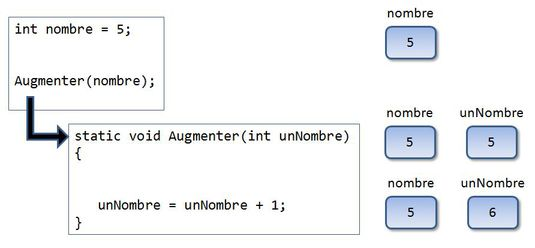 int nombre = 5;
Augmenter(nombre);
nombre
5
static void Augmenter(int unNombre)
{
unNombre = unNombre + 1;
}
nombre unNombre
5 5
nombre unNombre
5 6